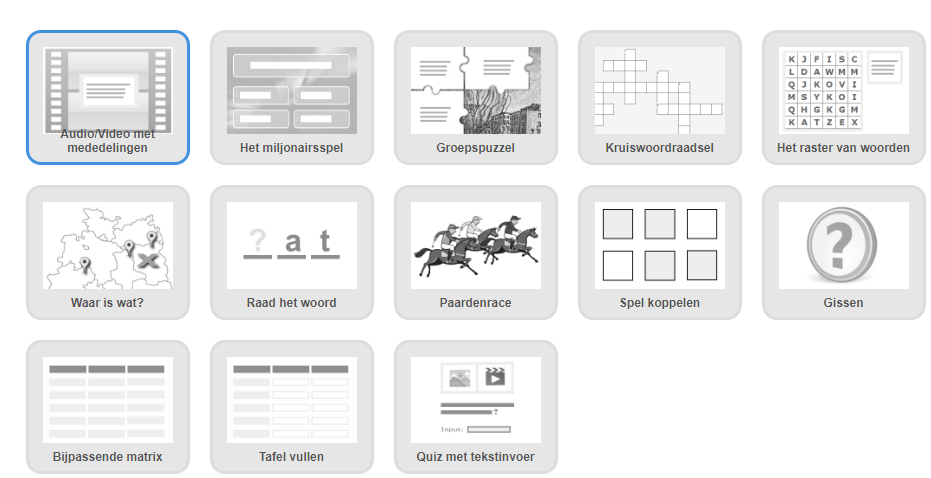 Audio/Video met
mededelingen
Het miljonairsspel
Groepspuzzel
Kruiswoordraadsel
K J F I S C
L D A W M M
Q J K O V I
M S Y K O I
Q H G K G M
K A T Z E X
Het raster van woorden
Waar is wat?
? a t
Raad het woord
Paardenrace
Spel koppelen
?
Gissen
Bijpassende matrix
Tafel vullen
?
Input:
Quiz met tekstinvoer